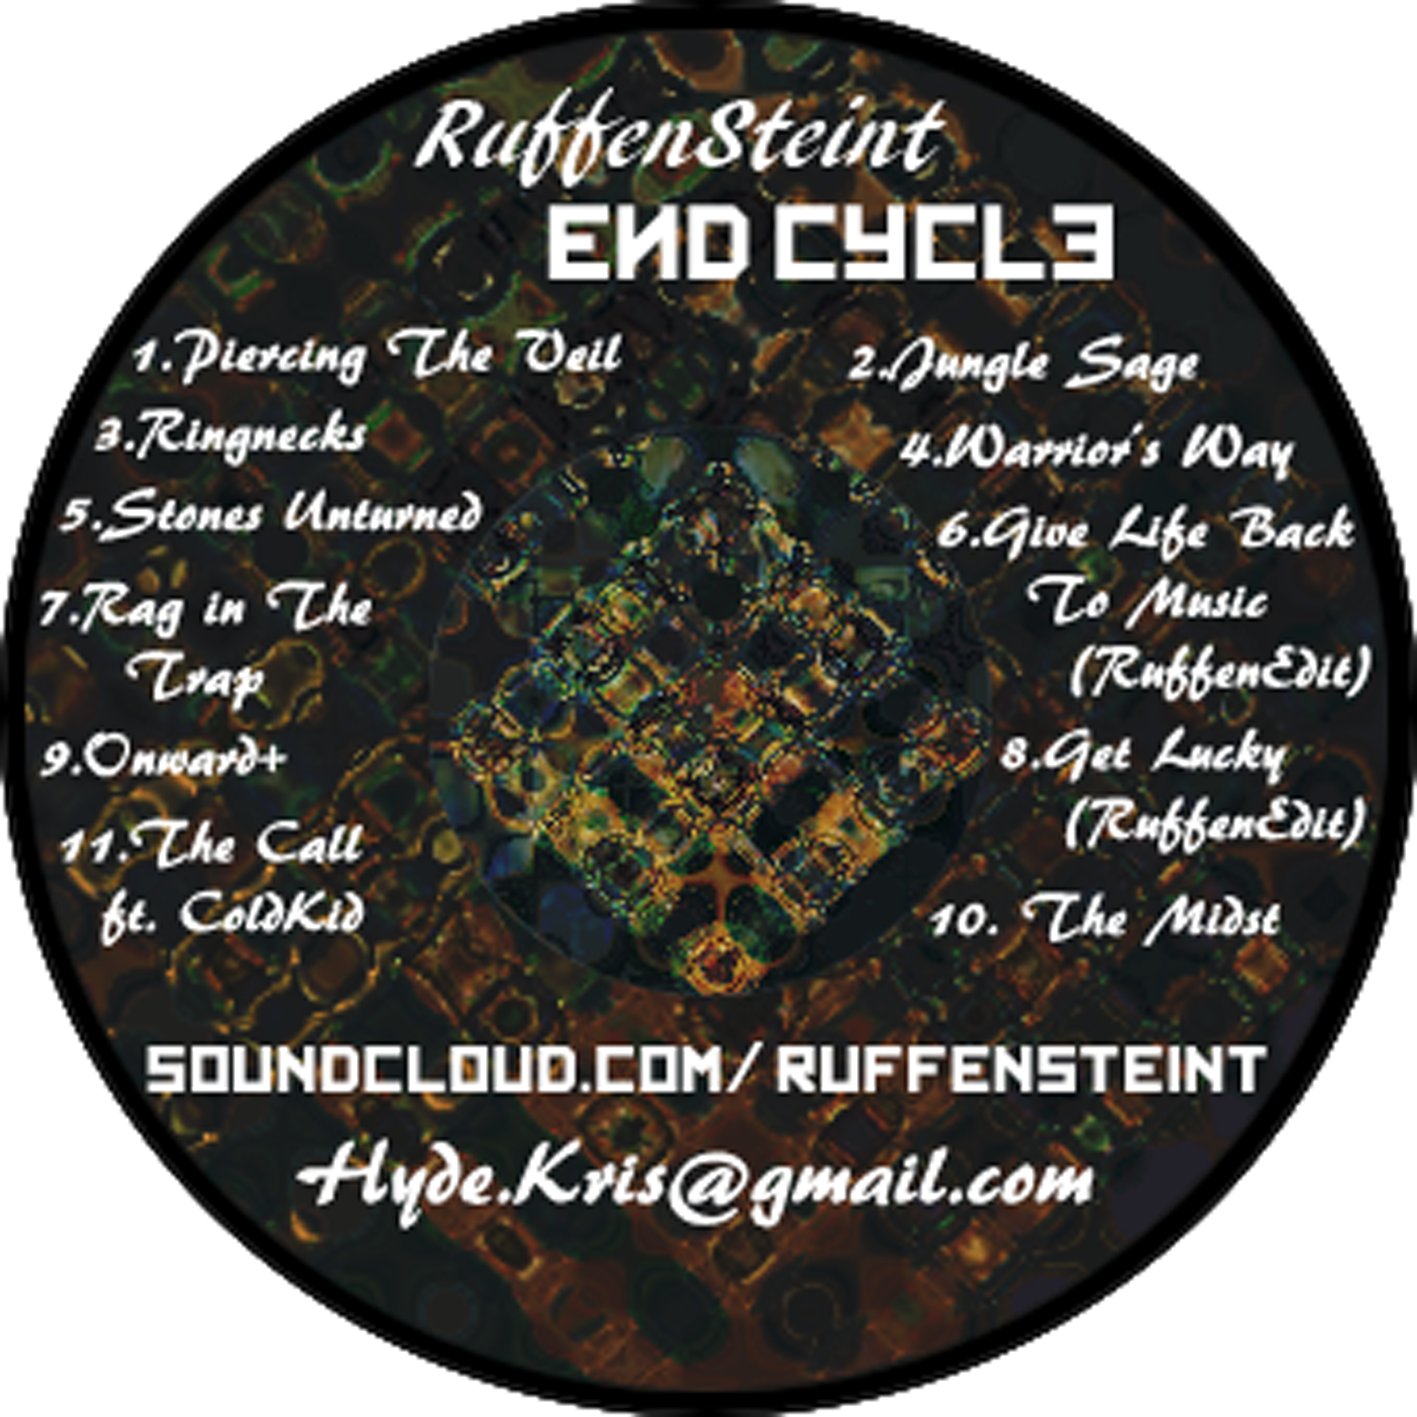 RuffenSteint
END CYCLE
1.Piercing The Veil
2.Jungle Sage
3.Ringnecks
4.Warrior's Way
5.Stones Unturned
6.Give Life Back
To Music
(RuffenEdit)
7.Rag in The
Trap
8.Get Lucky
(RuffenEdit)
9.Onward+
10. The Midst
11.The Call
ft. ColdKid
SOUNDCLOUD.COM/ RUFFENSTEINT
Hyde.Kris@gmail.com